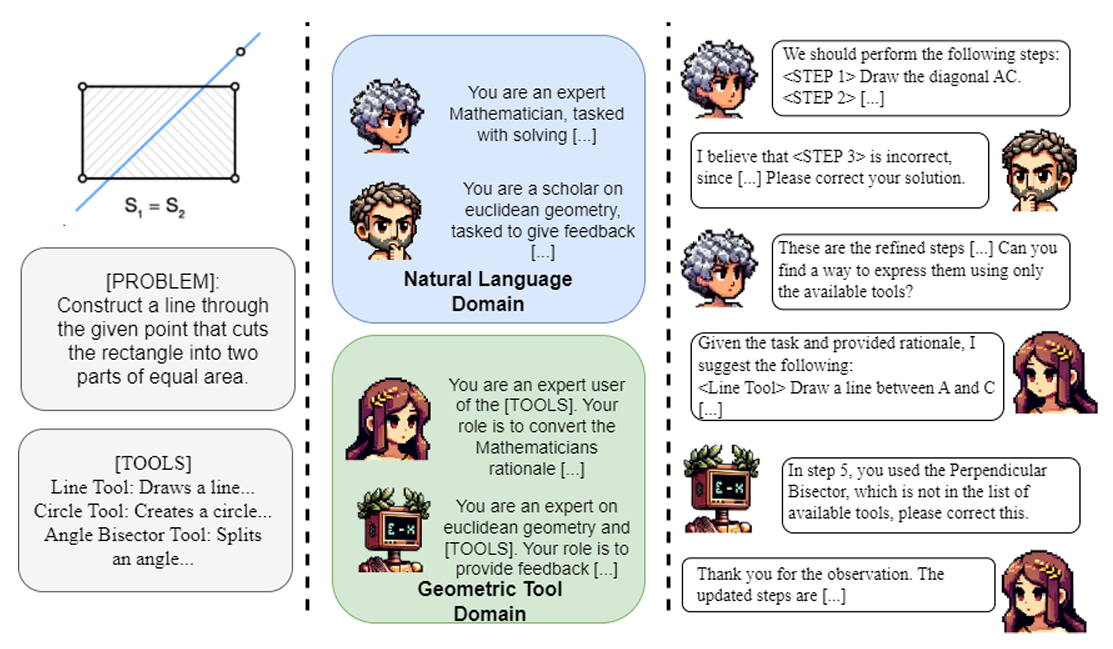 S1 = S2
[PROBLEM]:
Construct a line through
the given point that cuts
the rectangle into two
parts of equal area.
[TOOLS]
Line Tool: Draws a line...
Circle Tool: Creates a circle...
Angle Bisector Tool: Splits
an angle...
You are an expert
Mathematician, tasked
with solving [...]
You are a scholar on
euclidean geometry,
tasked to give feedback
[...]
Natural Language
Domain
You are an expert user
of the [TOOLS]. Your
role is to convert the
Mathematicians
rationale [...]
You are an expert on
euclidean geometry and
[TOOLS]. Your role is to
provide feedback [...]
Geometric Tool
Domain
We should perform the following steps:
<STEP 1> Draw the diagonal AC.
<STEP 2> [...]
I believe that <STEP 3> is incorrect,
since [...] Please correct your solution.
These are the refined steps [...] Can you
find a way to express them using only
the available tools?
Given the task and provided rationale, I
suggest the following:
<Line Tool> Draw a line between A and C
[...]
In step 5, you used the Perpendicular
Bisector, which is not in the list of
available tools, please correct this.
Thank you for the observation. The
updated steps are [...]